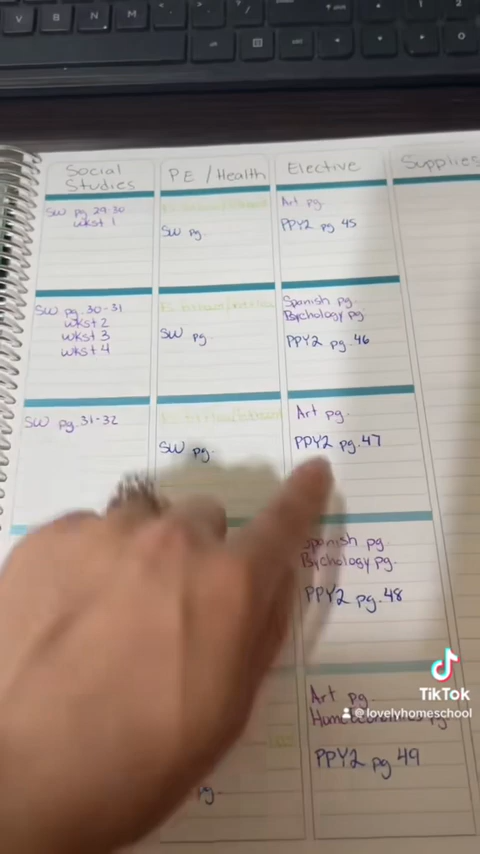 V B N M
Social
Studies
PE / Health
Elective
Supplies
SW pg 29-30
wkst 1
SW pg.
Art pg.
PPY2 pg 45
SW pg. 30-31
wkst 2
wkst 3
wkst 4
SW pg.
Spanish pg.
Psychology pg.
PPY2 pg. 46
SW pg. 31-32
SW pg.
Art pg.
PPY2 pg. 47
Spanish pg.
Psychology pg.
PPY2 pg. 48
Art pg.
pg
PPY2 pg 49
pg.
TikTok
@lovelyhomeschool